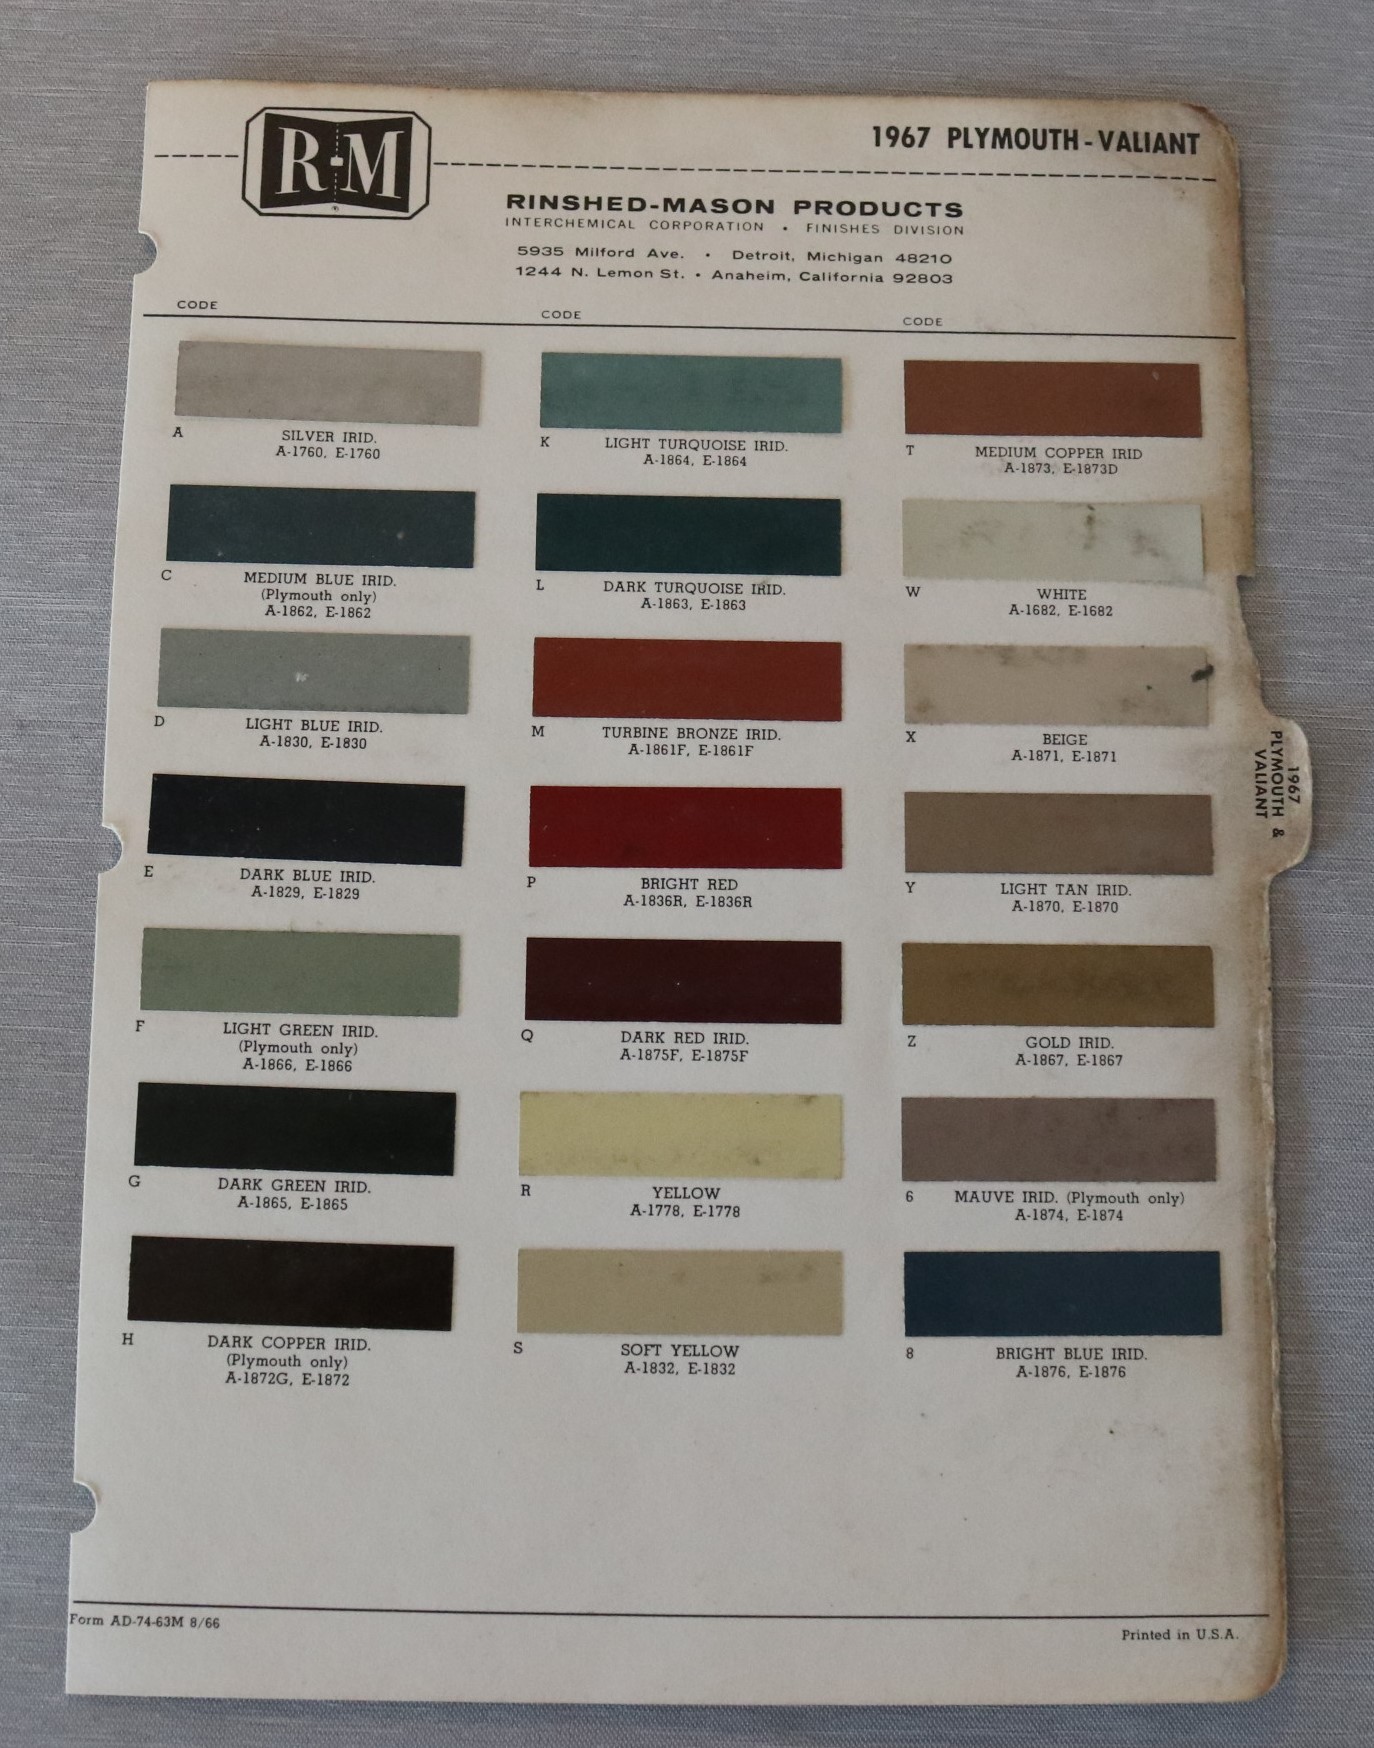 R-M
1967 PLYMOUTH-VALIANT
RINSHED-MASON PRODUCTS
INTERCHEMICAL CORPORATION • FINISHES DIVISION
5935 Milford Ave. • Detroit, Michigan 48210
1244 N. Lemon St. • Anaheim, California 92803
CODE
CODE
CODE
A SILVER IRID.
A-1760, E-1760
C MEDIUM BLUE IRID.
(Plymouth only)
A-1862, E-1862
D LIGHT BLUE IRID.
A-1830, E-1830
E DARK BLUE IRID.
A-1829, E-1829
F LIGHT GREEN IRID.
(Plymouth only)
A-1866, E-1866
G DARK GREEN IRID.
A-1865, E-1865
H DARK COPPER IRID.
(Plymouth only)
A-1872G, E-1872
K LIGHT TURQUOISE IRID.
A-1864, E-1864
L DARK TURQUOISE IRID.
A-1863, E-1863
M TURBINE BRONZE IRID.
A-1861F, E-1861F
P BRIGHT RED
A-1836R, E-1836R
Q DARK RED IRID.
A-1875F, E-1875F
R YELLOW
A-1778, E-1778
S SOFT YELLOW
A-1832, E-1832
T MEDIUM COPPER IRID
A-1873, E-1873D
W WHITE
A-1682, E-1682
X BEIGE
A-1871, E-1871
Y LIGHT TAN IRID.
A-1870, E-1870
Z GOLD IRID.
A-1867, E-1867
6 MAUVE IRID. (Plymouth only)
A-1874, E-1874
8 BRIGHT BLUE IRID.
A-1876, E-1876
1967
PLYMOUTH &
VALIANT
Form AD-74-63M 8/66
Printed in U.S.A.